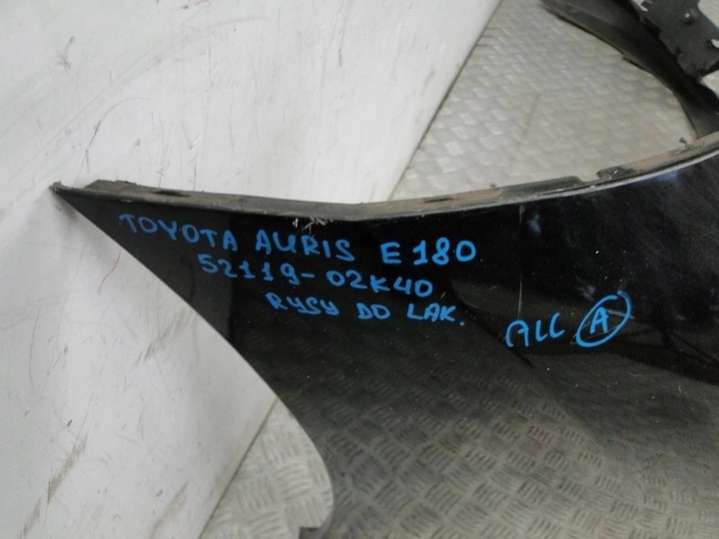 TOYOTA AURIS E180
52119-02K40
RYSY DO LAK.
ALL A